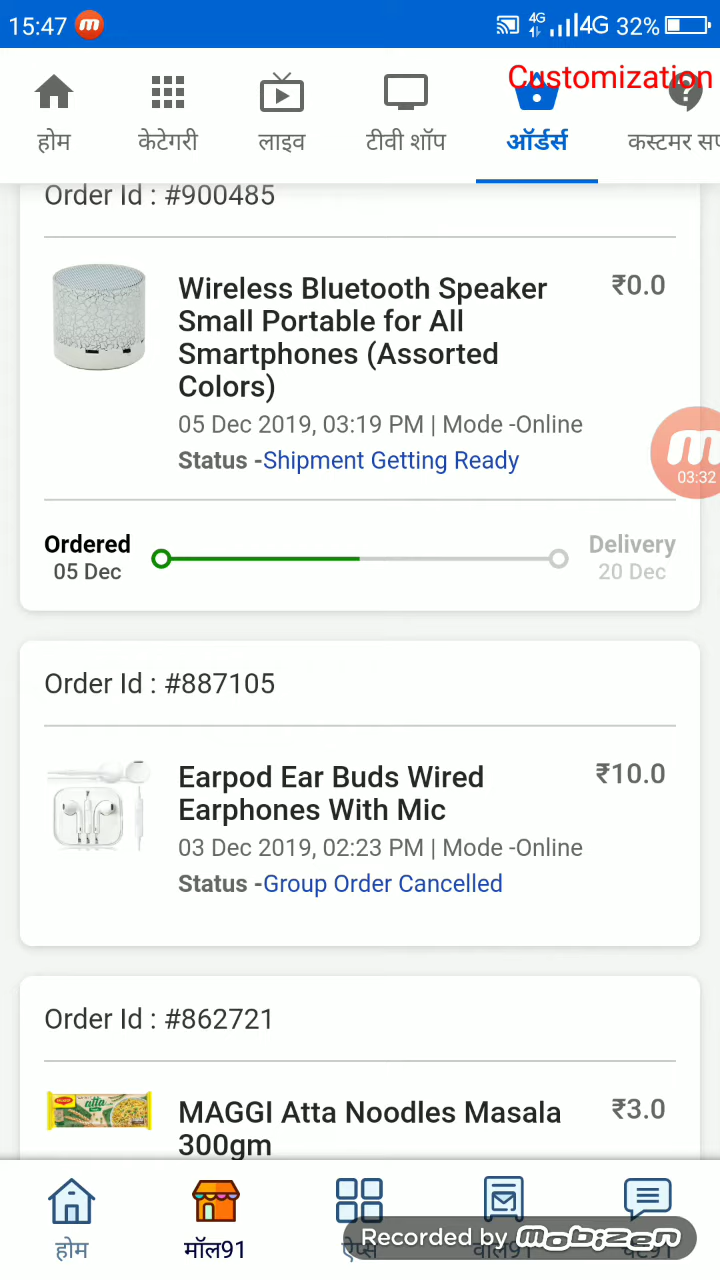 15:47 m 4G 4G 32%
Customization
होम केटेगरी लाइव टीवी शॉप ऑर्डर्स कस्टमर
Order Id : #900485
Wireless Bluetooth Speaker ₹0.0
Small Portable for All
Smartphones (Assorted
Colors)
05 Dec 2019, 03:19 PM | Mode -Online
Status -Shipment Getting Ready
m
03:32
Ordered Delivery
05 Dec 20 Dec
Order Id : #887105
Earpod Ear Buds Wired ₹10.0
Earphones With Mic
03 Dec 2019, 02:23 PM | Mode -Online
Status -Group Order Cancelled
Order Id : #862721
MAGGI Atta Noodles Masala ₹3.0
300gm
Recorded by mobizen
होम मॉल91 ऐप्स वॉल91